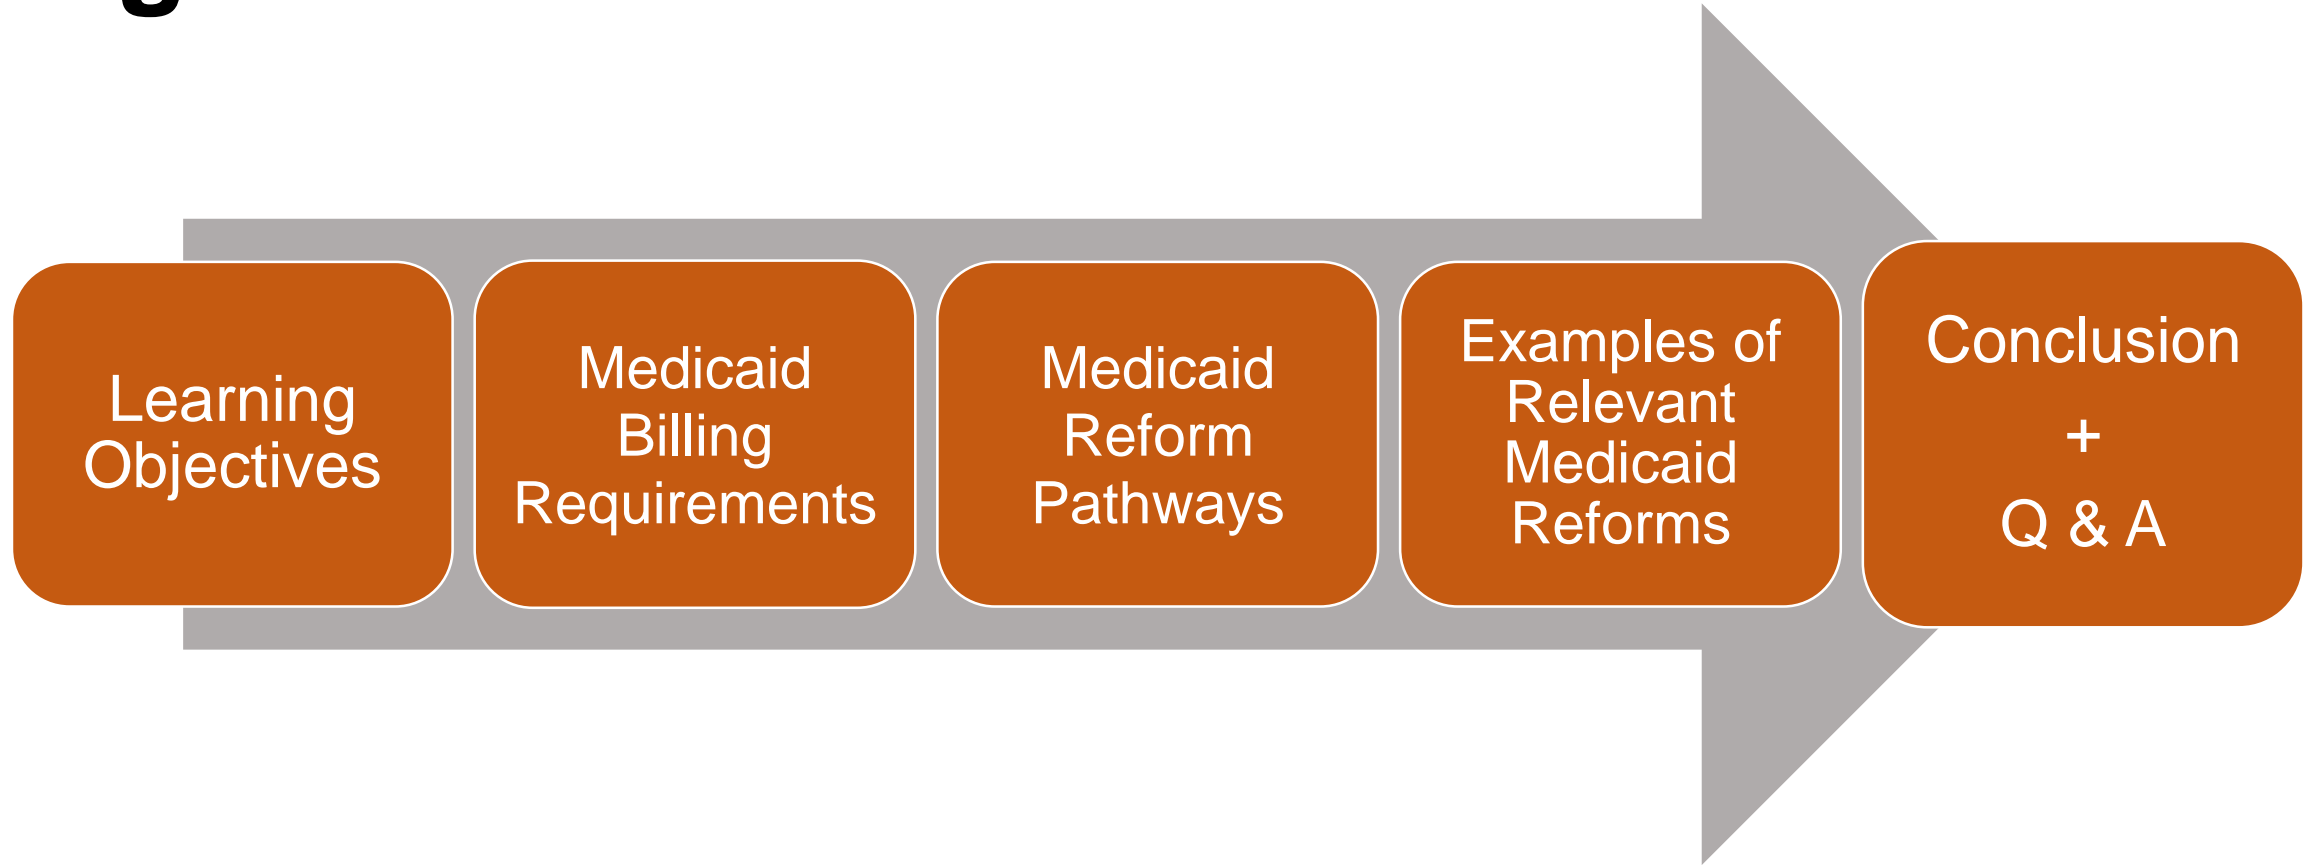 Learning
Objectives
Medicaid
Billing
Requirements
Medicaid
Reform
Pathways
Examples of
Relevant
Medicaid
Reforms
Conclusion
+
Q & A